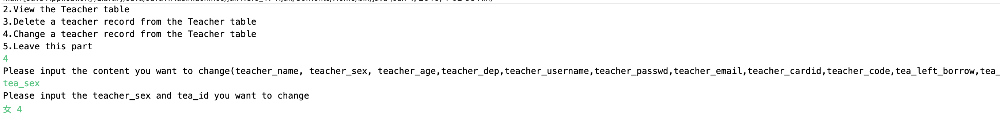 2.View the Teacher table
3.Delete a teacher record from the Teacher table
4.Change a teacher record from the Teacher table
5.Leave this part
4
Please input the content you want to change(teacher_name, teacher_sex, teacher_age,teacher_dep,teacher_username,teacher_passwd,teacher_email,teacher_cardid,teacher_code,tea_left_borrow,tea_
tea_sex
Please input the teacher_sex and tea_id you want to change
女 4